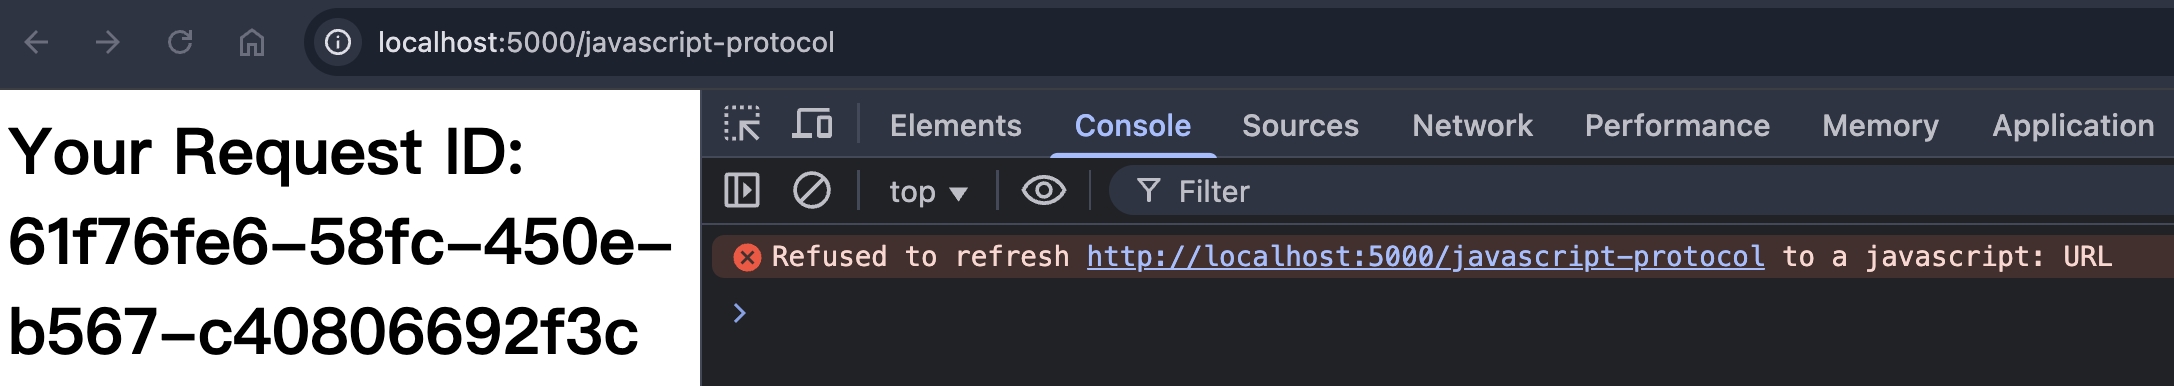 localhost:5000/javascript-protocol
Your Request ID:
61f76fe6-58fc-450e-
b567-c40806692f3c
Elements Console Sources Network Performance Memory Application
top Filter
Refused to refresh http://localhost:5000/javascript-protocol to a javascript: URL